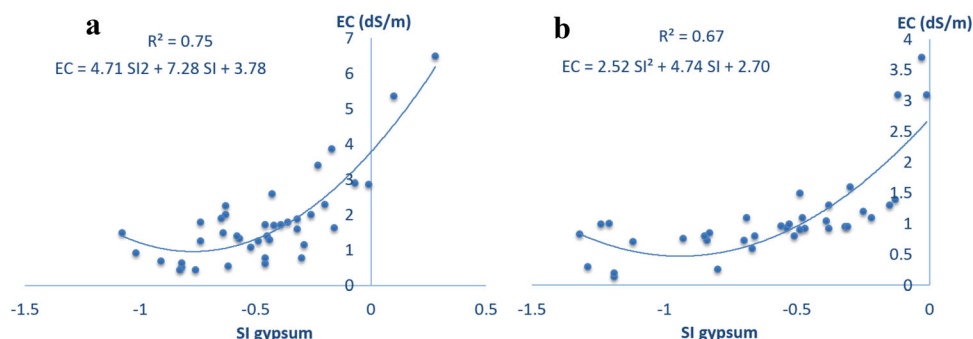 a
EC (dS/m)
R² = 0.75
EC = 4.71 SI2 + 7.28 SI + 3.78
7
6
5
4
3
2
1
0
-1.5 -1 -0.5 0 0.5
SI gypsum
b
EC (dS/m)
R² = 0.67
EC = 2.52 SI² + 4.74 SI + 2.70
4
3.5
3
2.5
2
1.5
1
0.5
0
-1.5 -1 -0.5 0
SI gypsum